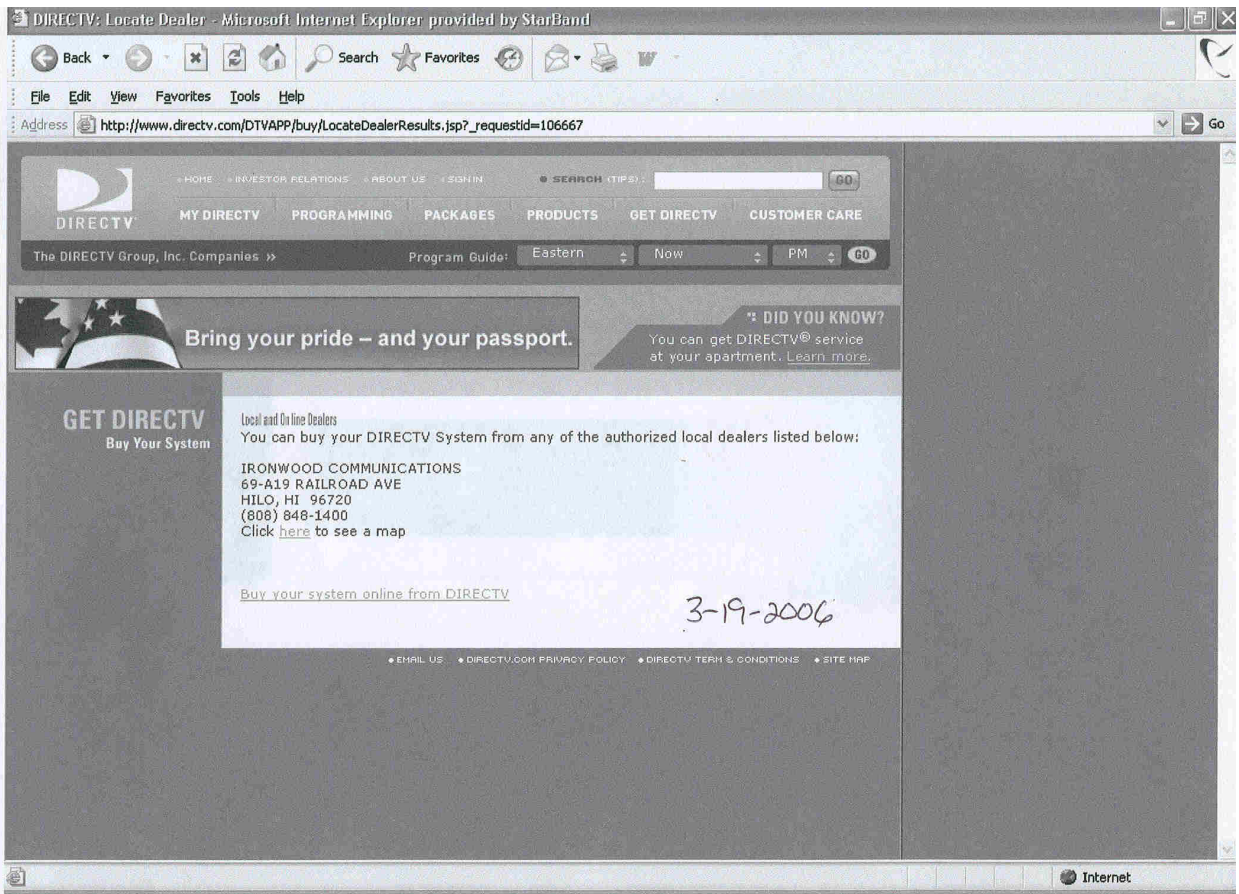 DIRECTV: Locate Dealer - Microsoft Internet Explorer provided by StarBand
Back Search Favorites
File Edit View Favorites Tools Help
Address http://www.directv.com/DTVAPP/buy/LocateDealerResults.jsp?_requestid=106667 Go
HOME INVESTOR RELATIONS ABOUT US SIGN IN SEARCH (TIPS): GO
DIRECTV
MY DIRECTV PROGRAMMING PACKAGES PRODUCTS GET DIRECTV CUSTOMER CARE
The DIRECTV Group, Inc. Companies >> Program Guide: Eastern Now PM GO
Bring your pride – and your passport.
DID YOU KNOW?
You can get DIRECTV® service
at your apartment. Learn more.
GET DIRECTV
Buy Your System
Local and Online Dealers
You can buy your DIRECTV System from any of the authorized local dealers listed below:
IRONWOOD COMMUNICATIONS
69-A19 RAILROAD AVE
HILO, HI 96720
(808) 848-1400
Click here to see a map
Buy your system online from DIRECTV
3-19-2006
EMAIL US DIRECTV.COM PRIVACY POLICY DIRECTV TERM & CONDITIONS SITE MAP
Internet